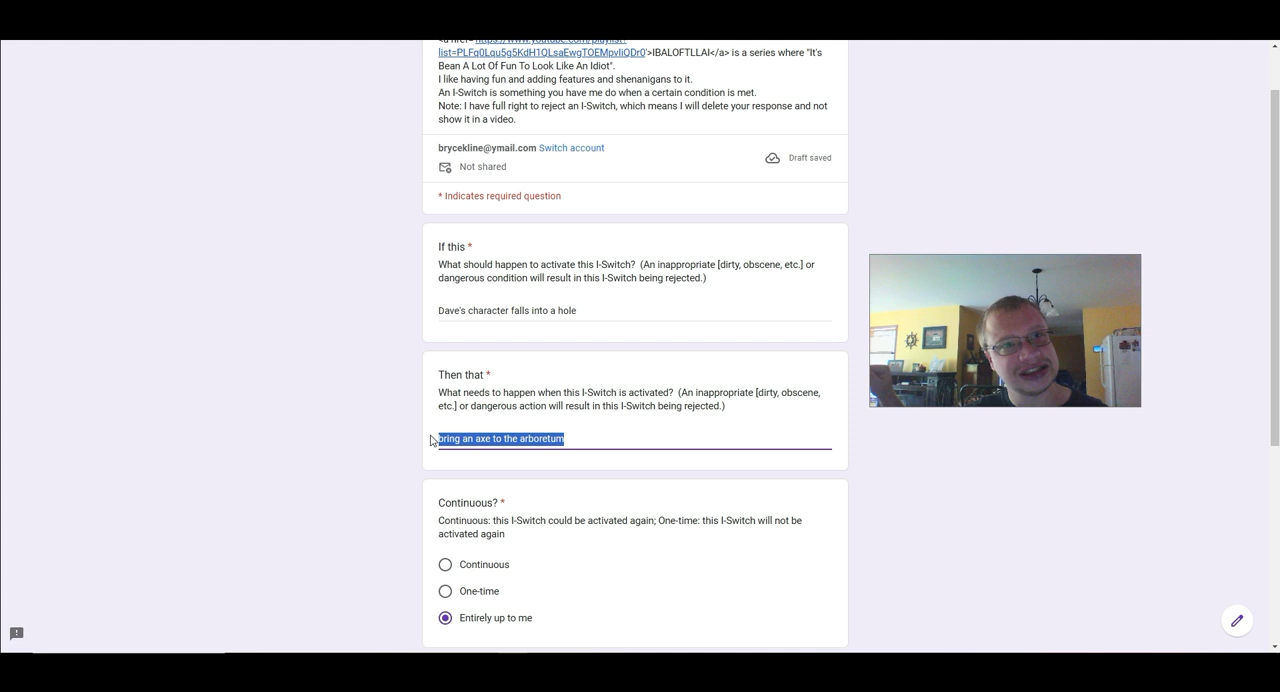 list=PLFq0Lqu5g5KdH1QLsaEwgTOEMpvIiQDr0'>IBALOFTLLAI</a> is a series where "It's
Bean A Lot Of Fun To Look Like An Idiot".
I like having fun and adding features and shenanigans to it.
An I-Switch is something you have me do when a certain condition is met.
Note: I have full right to reject an I-Switch, which means I will delete your response and not
show it in a video.
brycekline@ymail.com Switch account
Draft saved
Not shared
* Indicates required question
If this *
What should happen to activate this I-Switch? (An inappropriate [dirty, obscene, etc.] or
dangerous condition will result in this I-Switch being rejected.)
Dave's character falls into a hole
Then that *
What needs to happen when this I-Switch is activated? (An inappropriate [dirty, obscene,
etc.] or dangerous action will result in this I-Switch being rejected.)
bring an axe to the arboretum
Continuous? *
Continuous: this I-Switch could be activated again; One-time: this I-Switch will not be
activated again
Continuous
One-time
Entirely up to me